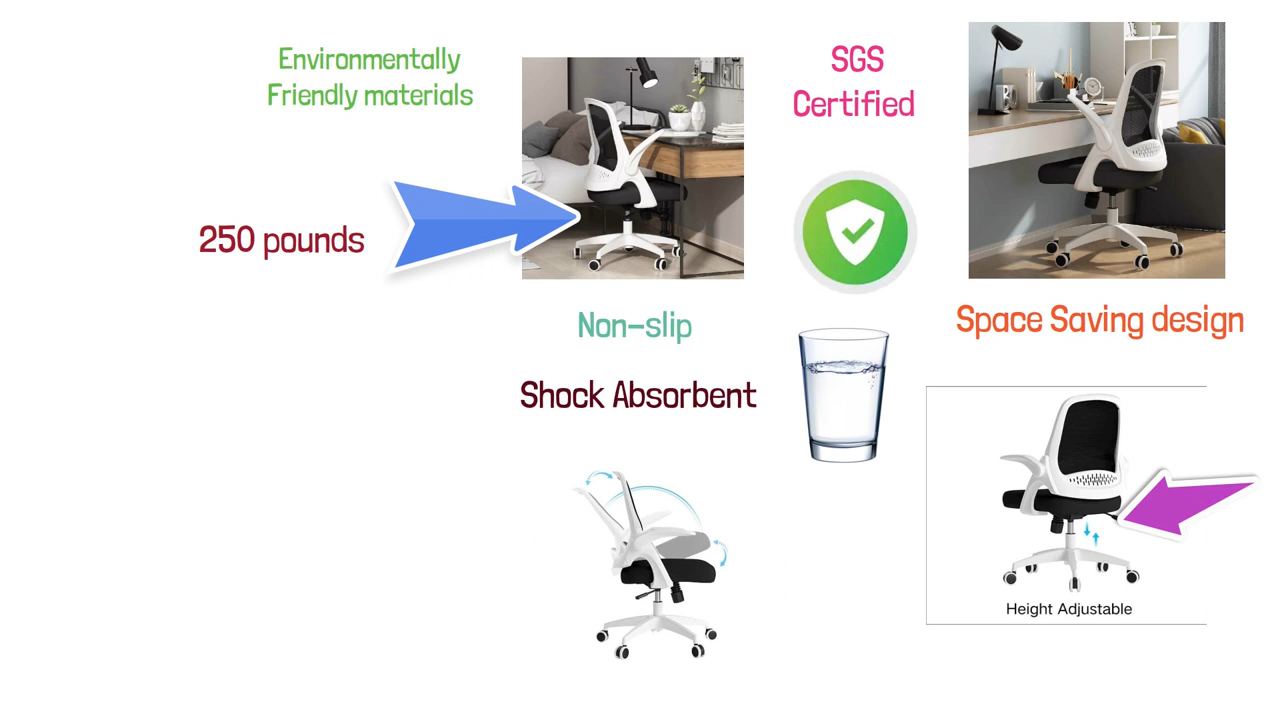 Environmentally
Friendly materials
SGS
Certified
250 pounds
Non-slip
Space Saving design
Shock Absorbent
Height Adjustable